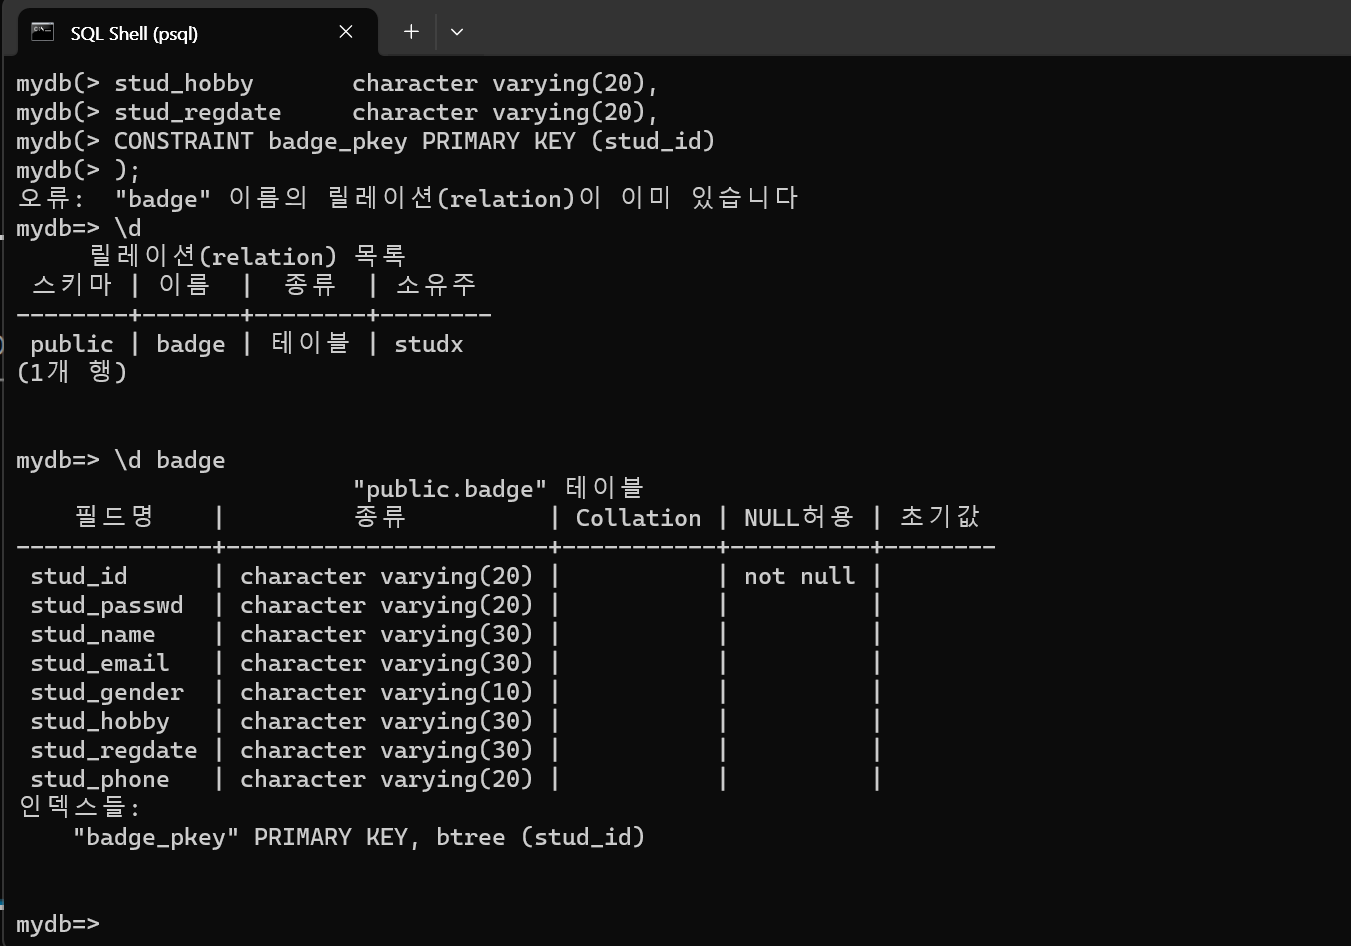 SQL Shell (psql)
mydb(> stud_hobby       character varying(20),
mydb(> stud_regdate     character varying(20),
mydb(> CONSTRAINT badge_pkey PRIMARY KEY (stud_id)
mydb(> );
오류:  "badge" 이름의 릴레이션(relation)이 이미 있습니다
mydb=> \d
릴레이션(relation) 목록
스키마 | 이름 | 종류 | 소유주
--------+-------+--------+--------
public | badge | 테이블 | studx
(1개 행)
mydb=> \d badge
"public.badge" 테이블
필드명 | 종류 | Collation | NULL허용 | 초기값
--------------+-----------------------+-----------+----------+--------
stud_id | character varying(20) | | not null |
stud_passwd | character varying(20) | | |
stud_name | character varying(30) | | |
stud_email | character varying(30) | | |
stud_gender | character varying(10) | | |
stud_hobby | character varying(30) | | |
stud_regdate | character varying(30) | | |
stud_phone | character varying(20) | | |
인덱스들:
"badge_pkey" PRIMARY KEY, btree (stud_id)
mydb=>